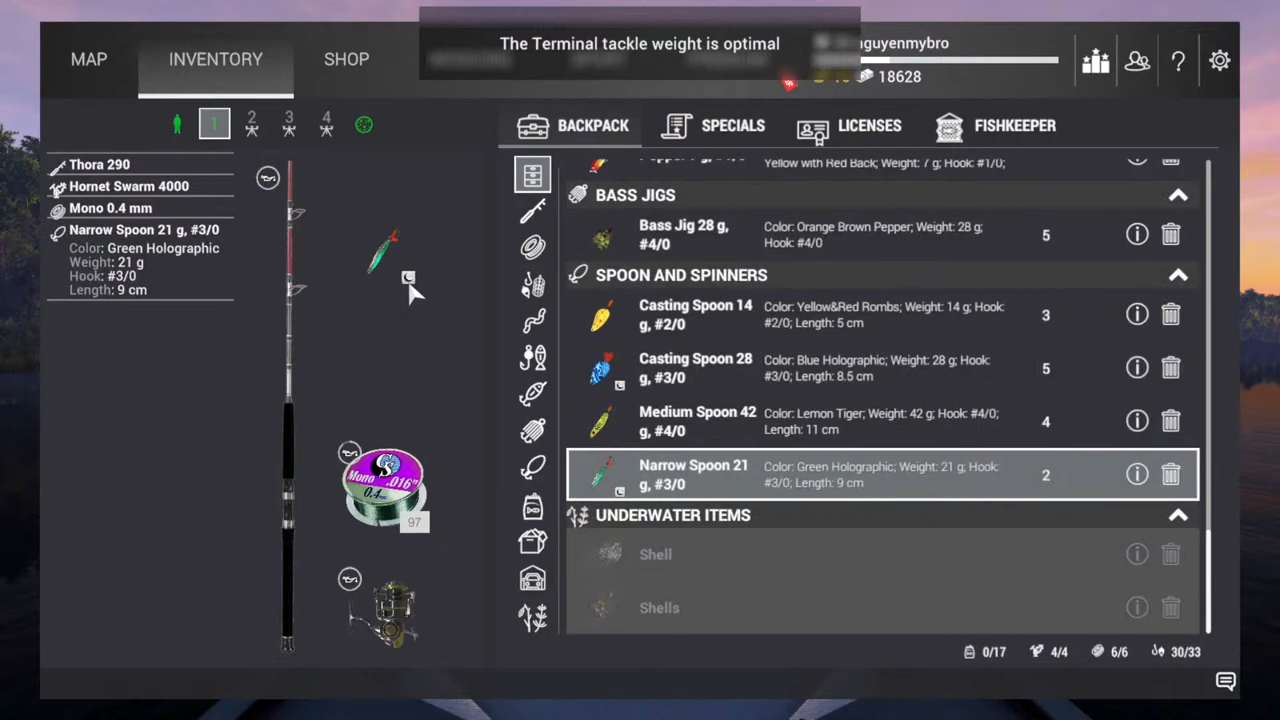 The Terminal tackle weight is optimal
MAP
INVENTORY
SHOP
nguyenmybro
18628
1
2
3
4
BACKPACK
SPECIALS
LICENSES
FISHKEEPER
Thora 290
Hornet Swarm 4000
Mono 0.4 mm
Narrow Spoon 21 g, #3/0
Color: Green Holographic
Weight: 21 g
Hook: #3/0
Length: 9 cm
Mono .016"
0.4mm
97
Yellow with Red Back; Weight: 7 g; Hook: #1/0;
BASS JIGS
Bass Jig 28 g,
#4/0
Color: Orange Brown Pepper; Weight: 28 g;
Hook: #4/0
5
SPOON AND SPINNERS
Casting Spoon 14
g, #2/0
Color: Yellow&Red Rombs; Weight: 14 g; Hook:
#2/0; Length: 5 cm
3
Casting Spoon 28
g, #3/0
Color: Blue Holographic; Weight: 28 g; Hook:
#3/0; Length: 8.5 cm
5
Medium Spoon 42
g, #4/0
Color: Lemon Tiger; Weight: 42 g; Hook: #4/0;
Length: 11 cm
4
Narrow Spoon 21
g, #3/0
Color: Green Holographic; Weight: 21 g; Hook:
#3/0; Length: 9 cm
2
UNDERWATER ITEMS
Shell
Shells
0/17
4/4
6/6
30/33